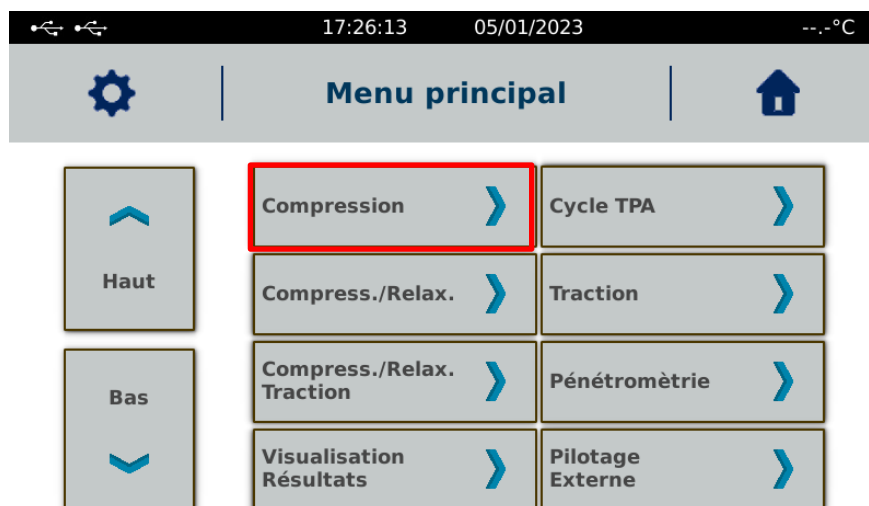 17:26:13 05/01/2023 --.-°C
Menu principal
Haut
Bas
Compression
Cycle TPA
Compress./Relax.
Traction
Compress./Relax.
Traction
Pénétromètrie
Visualisation
Résultats
Pilotage
Externe